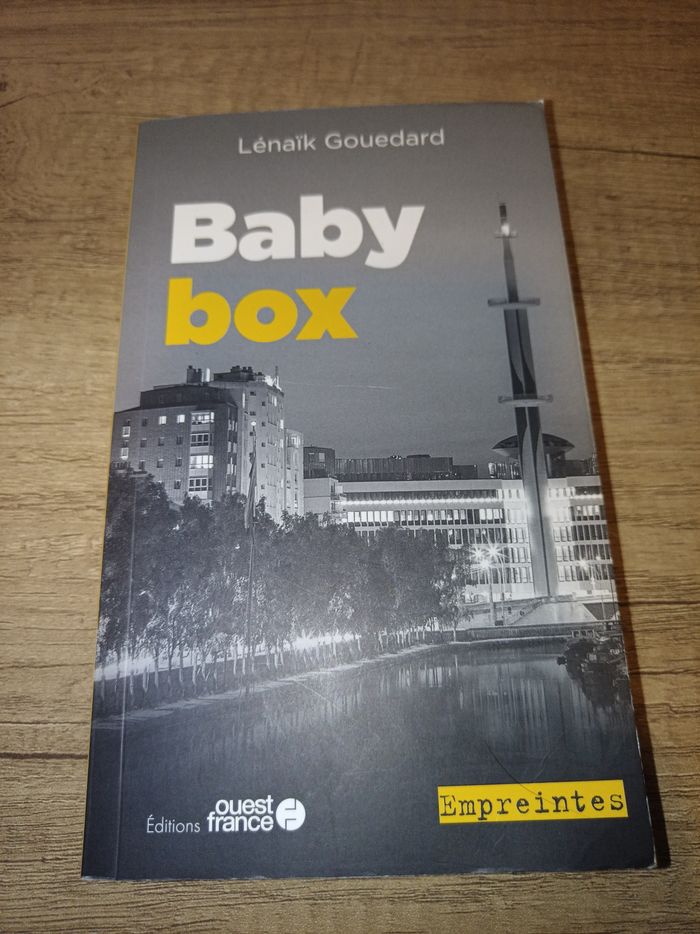 Lénaïk Gouedard
Baby
box
Éditions ouest
france
Empreintes